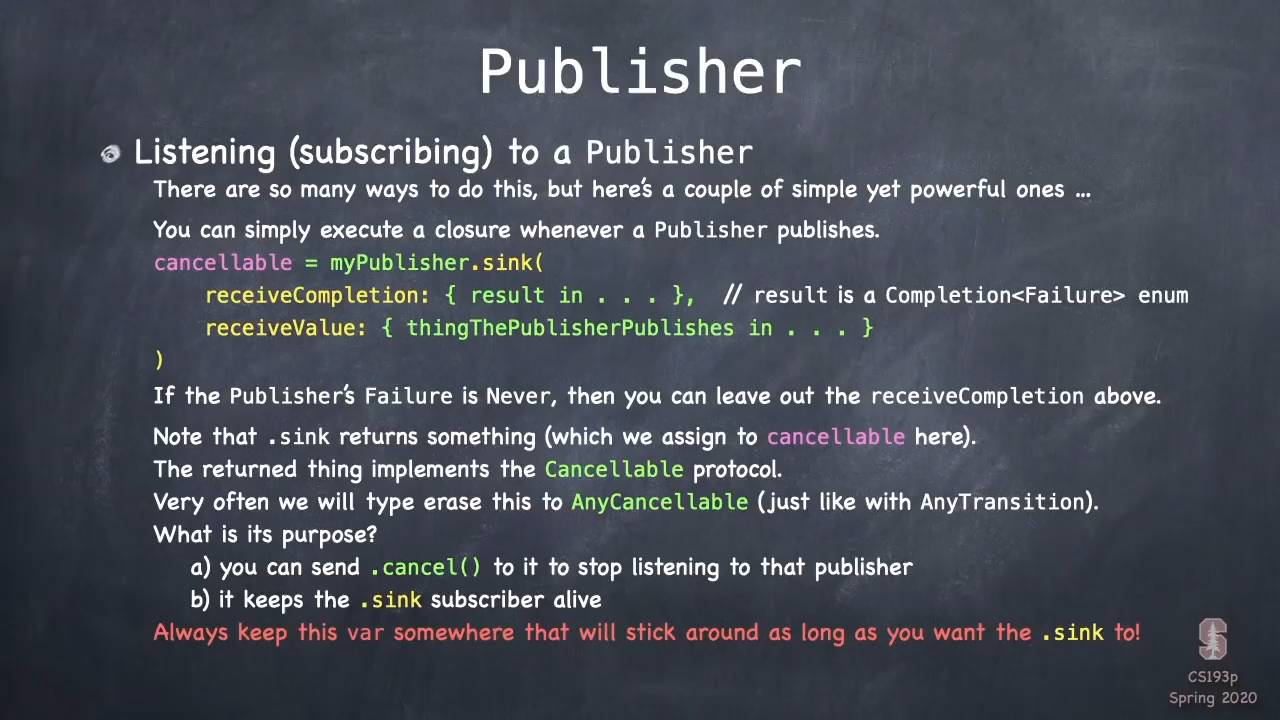 Publisher
Listening (subscribing) to a Publisher
There are so many ways to do this, but here's a couple of simple yet powerful ones …
You can simply execute a closure whenever a Publisher publishes.
cancellable = myPublisher.sink(
receiveCompletion: { result in . . . }, // result is a Completion<Failure> enum
receiveValue: { thingThePublisherPublishes in . . . }
)
If the Publisher's Failure is Never, then you can leave out the receiveCompletion above.
Note that .sink returns something (which we assign to cancellable here).
The returned thing implements the Cancellable protocol.
Very often we will type erase this to AnyCancellable (just like with AnyTransition).
What is its purpose?
a) you can send .cancel() to it to stop listening to that publisher
b) it keeps the .sink subscriber alive
Always keep this var somewhere that will stick around as long as you want the .sink to!
S
CS193p
Spring 2020